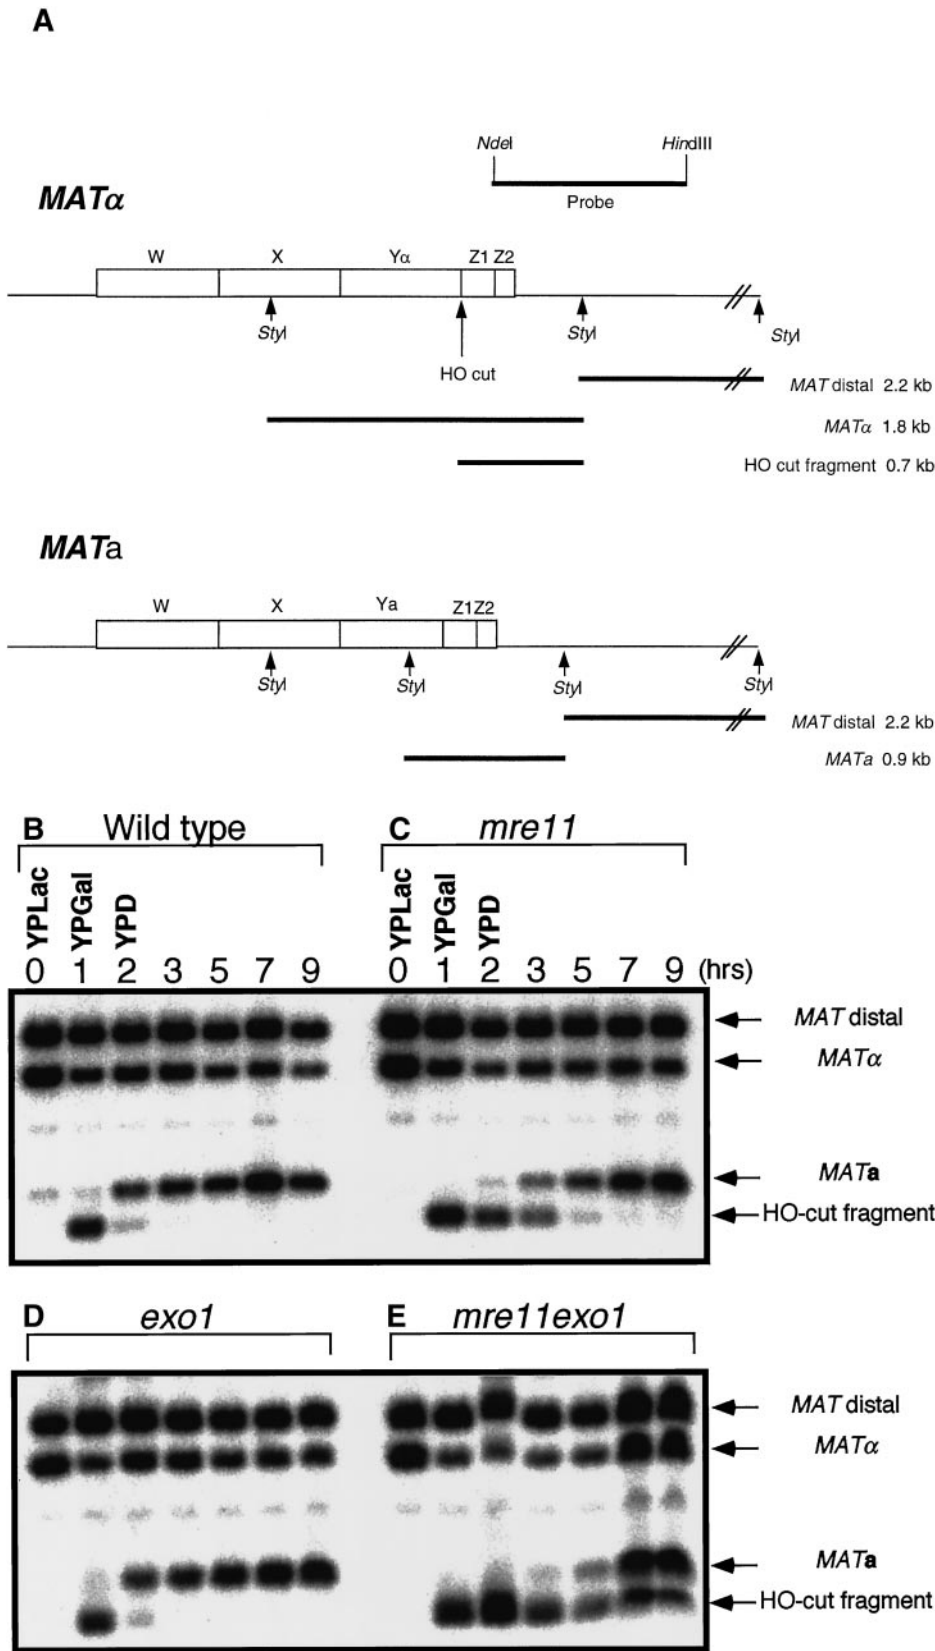 A
NdeI HindIII
MATα
Probe
W X Yα Z1 Z2
StyI StyI StyI
HO cut
MAT distal 2.2 kb
MATα 1.8 kb
HO cut fragment 0.7 kb
MATa
W X Ya Z1Z2
StyI StyI StyI StyI
MAT distal 2.2 kb
MATa 0.9 kb
B Wild type C mre11
YPLac YPGal YPD YPLac YPGal YPD
0 1 2 3 5 7 9 0 1 2 3 5 7 9 (hrs)
MAT distal
MATα
MATa
HO-cut fragment
D exo1 E mre11exo1
MAT distal
MATα
MATa
HO-cut fragment